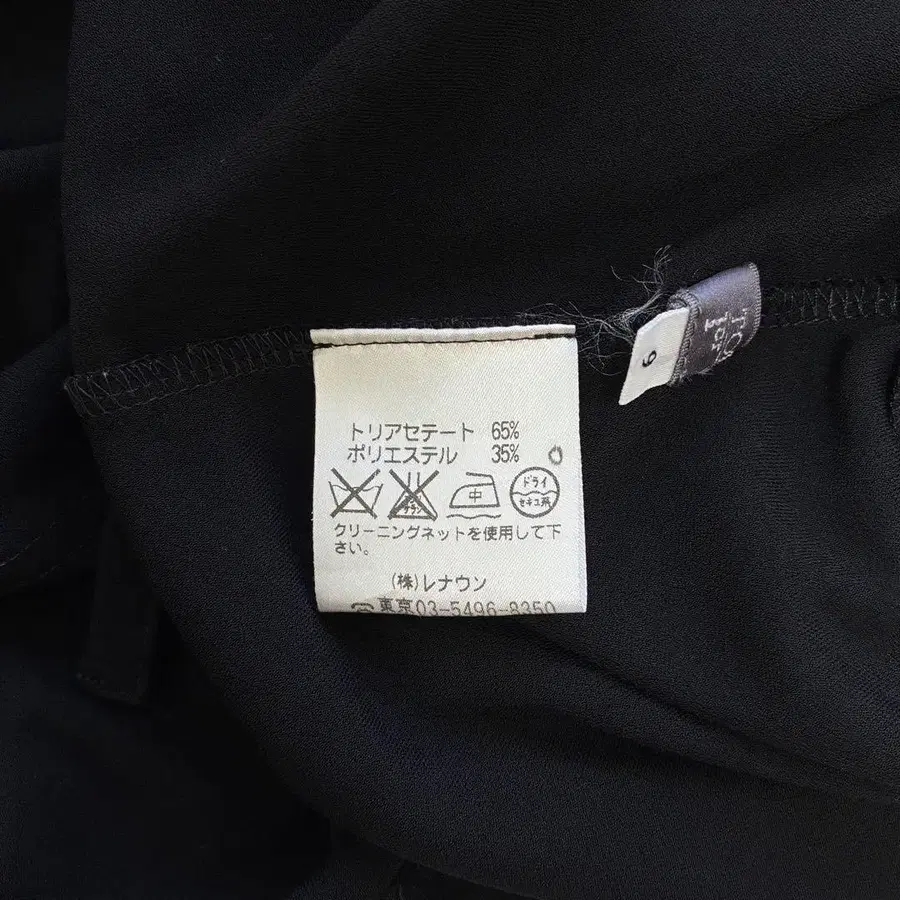 トリアセテート 65%
ポリエステル 35%
中
ドライ
セキユ系
クリーニングネットを使用して下
さい。
(株)レナウン
東京03-5496-8350
9